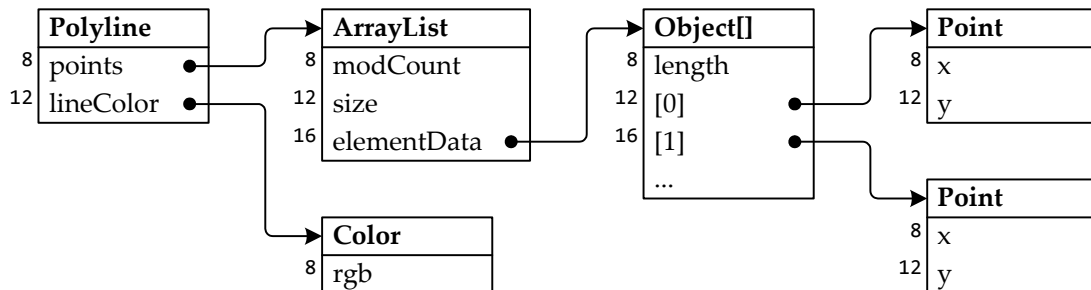 Polyline
8 points
12 lineColor
ArrayList
8 modCount
12 size
16 elementData
Object[]
8 length
12 [0]
16 [1]
...
Point
8 x
12 y
Color
8 rgb
Point
8 x
12 y